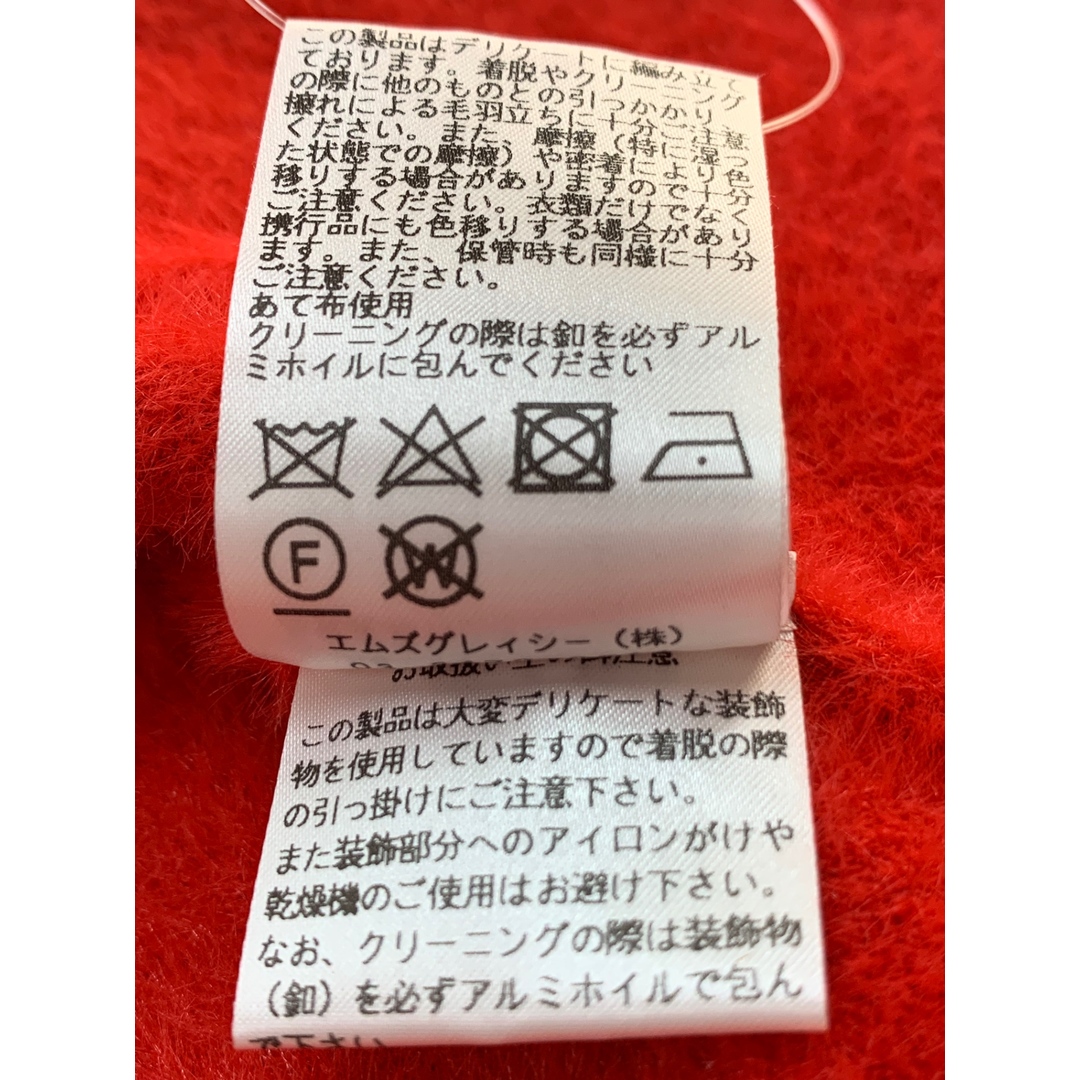 この製品はデリケートに編み立て
ております。着脱やクリーニング
の際に他のものとの引っかかり、
擦れによる毛羽立ちに十分ご注意
ください。また、摩擦(特に湿っ
た状態での摩擦)や密着により色
移りする場合がありますので十分
ご注意ください。衣類だけでなく
携行品にも色移りする場合があり
ます。また、保管時も同様に十分
ご注意ください。
あて布使用
クリーニングの際は釦を必ずアル
ミホイルに包んでください
F
W
エムズグレィシー(株)
お取扱い上の御注意
この製品は大変デリケートな装飾
物を使用していますので着脱の際
の引っ掛けにご注意下さい。
また装飾部分へのアイロンがけや
乾燥機のご使用はお避け下さい。
なお、クリーニングの際は装飾物
(釦)を必ずアルミホイルで包ん
で下さい